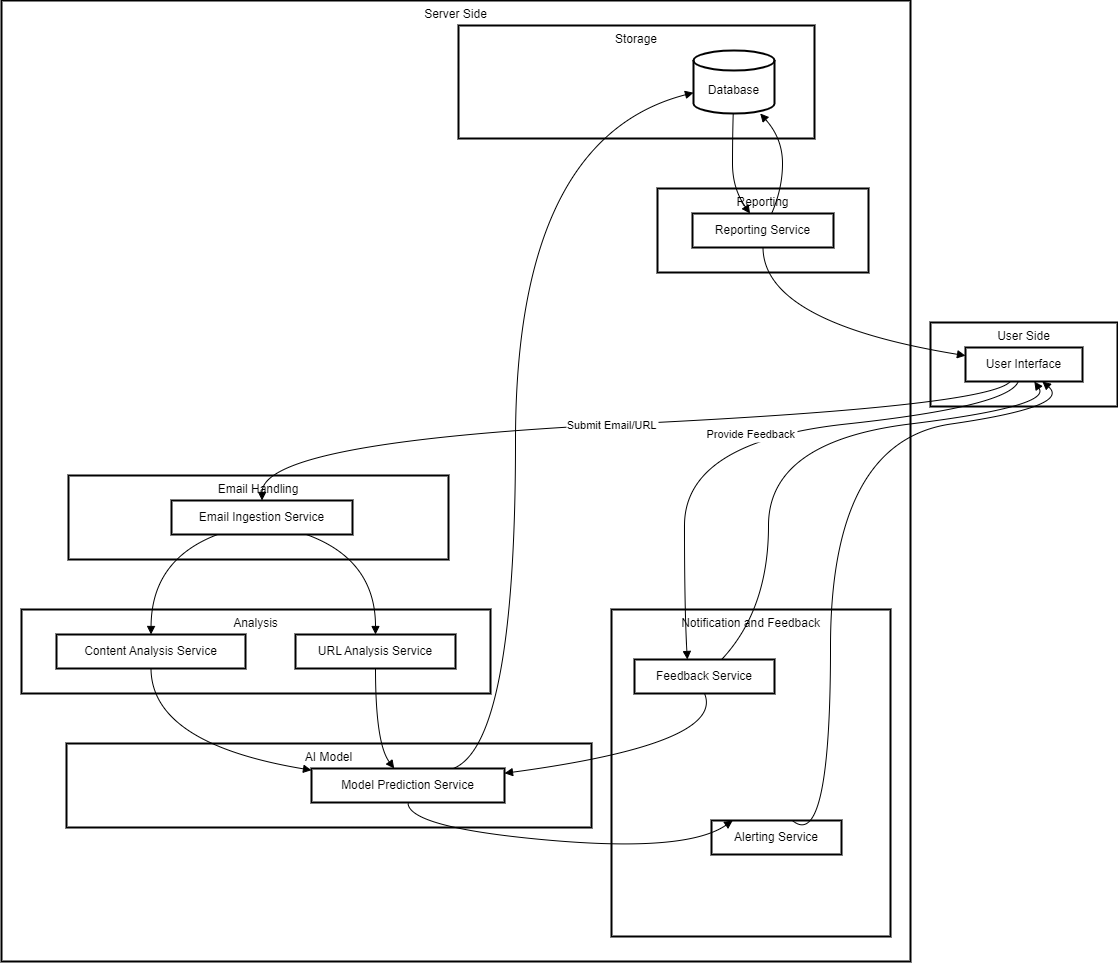 Server Side
Storage
Database
Reporting
Reporting Service
User Side
User Interface
Submit Email/URL
Provide Feedback
Email Handling
Email Ingestion Service
Analysis
Content Analysis Service
URL Analysis Service
Notification and Feedback
Feedback Service
AI Model
Model Prediction Service
Alerting Service